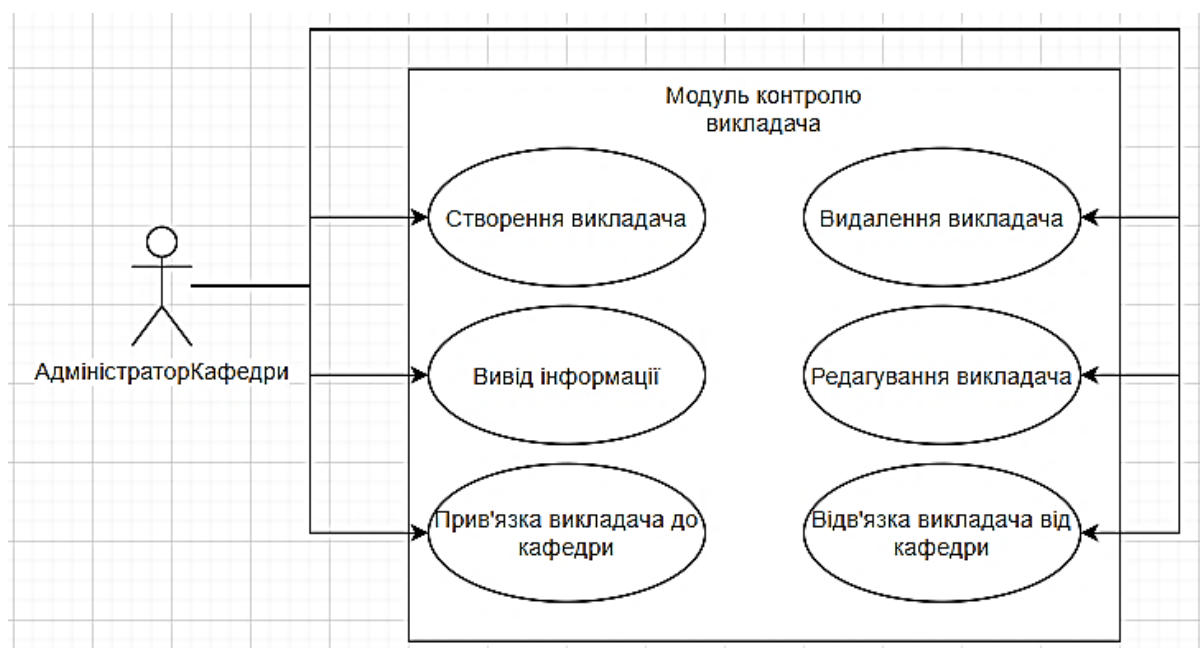 Модуль контролю
викладача
Створення викладача
Видалення викладача
АдміністраторКафедри
Вивід інформації
Редагування викладача
Прив'язка викладача до
кафедри
Відв'язка викладача від
кафедри